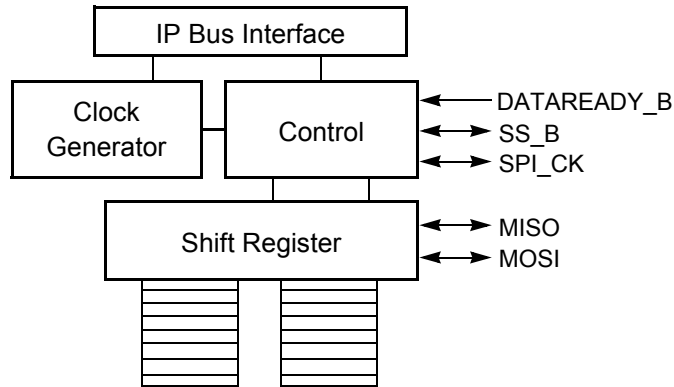 IP Bus Interface
Clock
Generator
Control
DATAREADY_B
SS_B
SPI_CK
Shift Register
MISO
MOSI